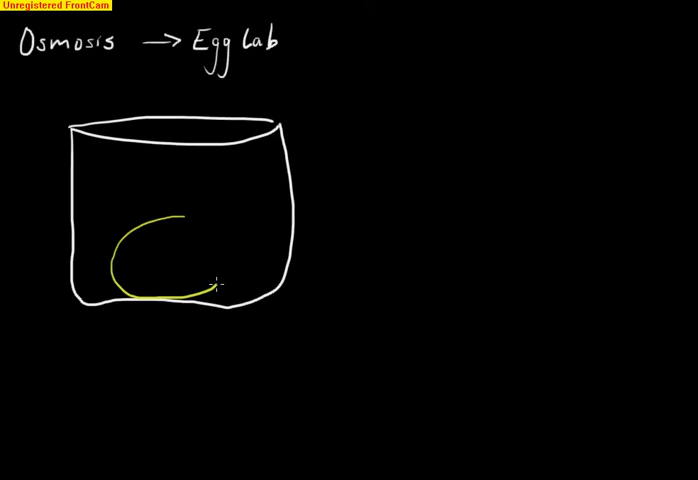 Unregistered FrontCam
Osmosis → Egg Lab